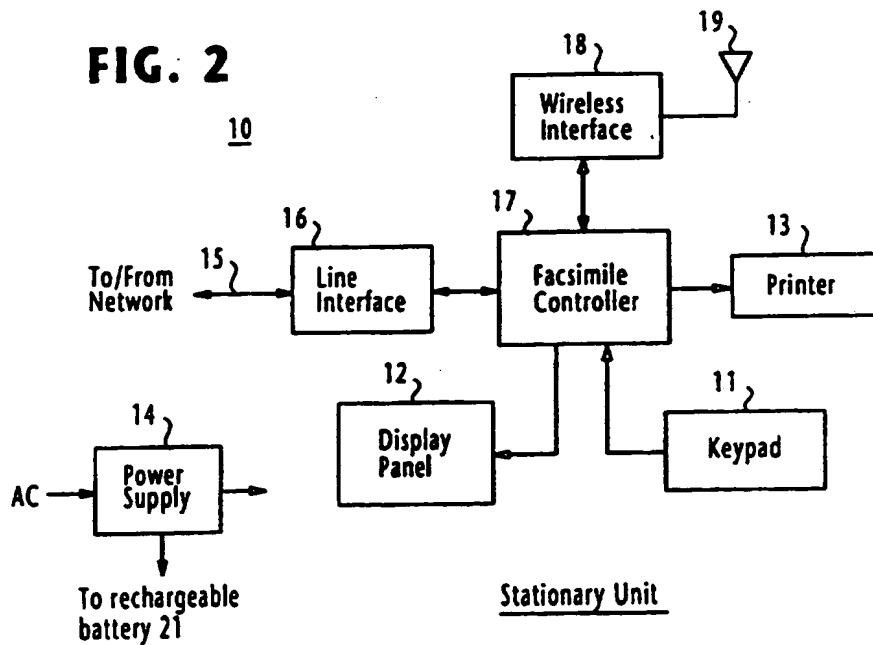 FIG. 2
10
19
18
Wireless
Interface
17
Facsimile
Controller
16
Line
Interface
15
To/From
Network
13
Printer
12
Display
Panel
11
Keypad
14
Power
Supply
AC
To rechargeable
battery 21
Stationary Unit